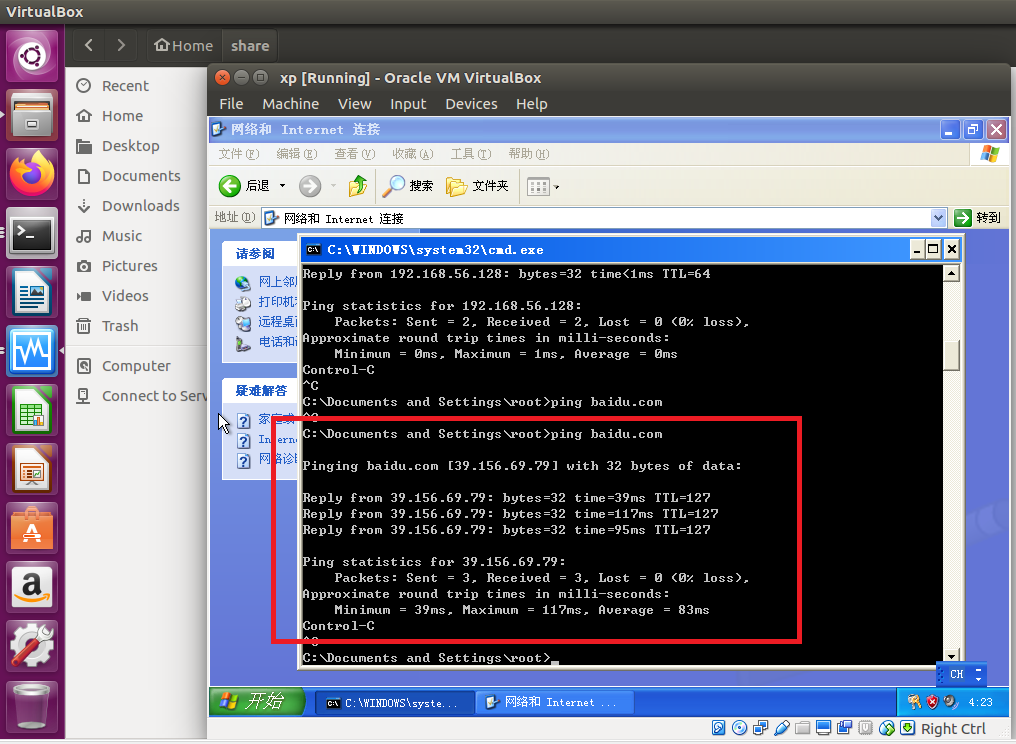 VirtualBox
Home share
Recent
Home
Desktop
Documents
Downloads
Music
Pictures
Videos
Trash
Computer
Connect to Serv
xp [Running] - Oracle VM VirtualBox
File Machine View Input Devices Help
网络和 Internet 连接
文件(F) 编辑(E) 查看(V) 收藏(A) 工具(T) 帮助(H)
后退 搜索 文件夹
地址(D) 网络和 Internet 连接 转到
请参阅
网上邻
打印机
远程桌
电话和
疑难解答
家庭或
Intern
网络诊
C:\WINDOWS\system32\cmd.exe
Reply from 192.168.56.128: bytes=32 time<1ms TTL=64
Ping statistics for 192.168.56.128:
Packets: Sent = 2, Received = 2, Lost = 0 (0% loss),
Approximate round trip times in milli-seconds:
Minimum = 0ms, Maximum = 1ms, Average = 0ms
Control-C
^C
C:\Documents and Settings\root>ping baidu.com
^C
C:\Documents and Settings\root>ping baidu.com
Pinging baidu.com [39.156.69.79] with 32 bytes of data:
Reply from 39.156.69.79: bytes=32 time=39ms TTL=127
Reply from 39.156.69.79: bytes=32 time=117ms TTL=127
Reply from 39.156.69.79: bytes=32 time=95ms TTL=127
Ping statistics for 39.156.69.79:
Packets: Sent = 3, Received = 3, Lost = 0 (0% loss),
Approximate round trip times in milli-seconds:
Minimum = 39ms, Maximum = 117ms, Average = 83ms
Control-C
^C
C:\Documents and Settings\root>_
CH
开始 C:\WINDOWS\syste... 网络和 Internet ... 4:23
Right Ctrl